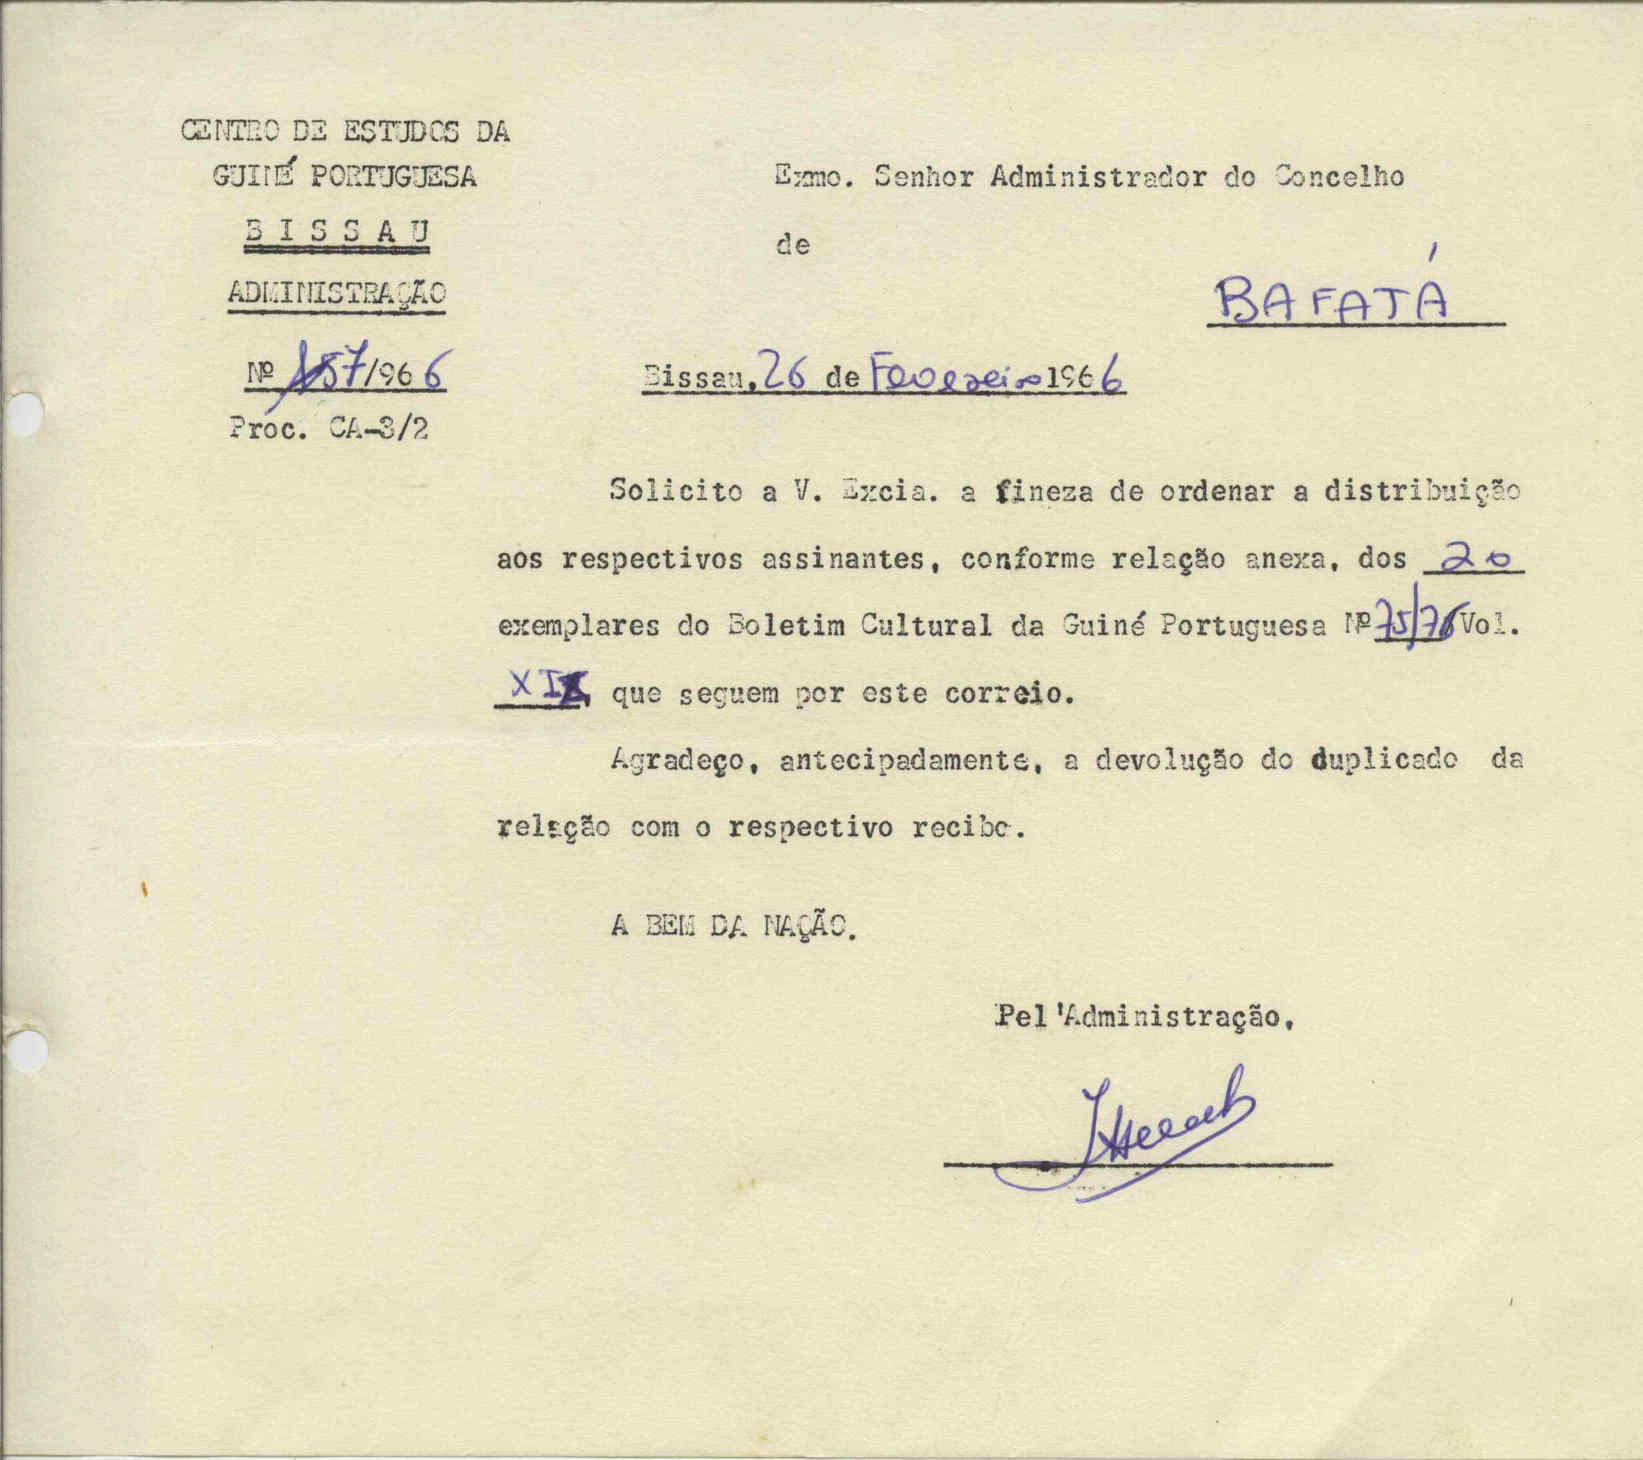 CENTRO DE ESTUDOS DA
GUINÉ PORTUGUESA
B I S S A U
ADMINISTRAÇÃO
Nº 157/966
Proc. CA-3/2
Exmo. Senhor Administrador do Concelho
de
BAFATÁ
Bissau, 26 de Fevereiro 1966
Solicito a V. Excia. a fineza de ordenar a distribuição
aos respectivos assinantes, conforme relação anexa, dos 20
exemplares do Boletim Cultural da Guiné Portuguesa Nº 75/76 Vol.
XIX, que seguem por este correio.
Agradeço, antecipadamente, a devolução do duplicado da
relação com o respectivo recibo.
A BEM DA NAÇÃO.
Pel'Administração,